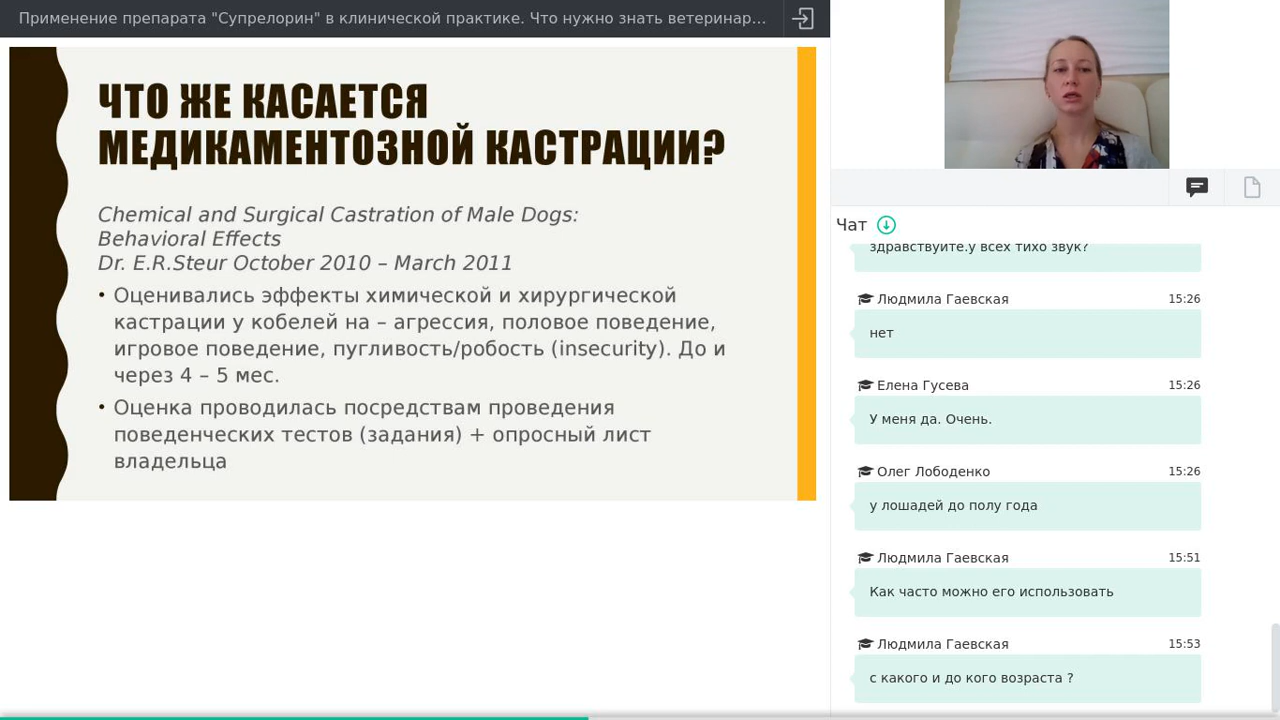 Применение препарата "Супрелорин" в клинической практике. Что нужно знать ветеринар...
ЧТО ЖЕ КАСАЕТСЯ
МЕДИКАМЕНТОЗНОЙ КАСТРАЦИИ?
Chemical and Surgical Castration of Male Dogs:
Behavioral Effects
Dr. E.R.Steur October 2010 – March 2011
• Оценивались эффекты химической и хирургической
кастрации у кобелей на – агрессия, половое поведение,
игровое поведение, пугливость/робость (insecurity). До и
через 4 – 5 мес.
• Оценка проводилась посредствам проведения
поведенческих тестов (задания) + опросный лист
владельца
Чат
здравствуите.у всех тихо звук?
Людмила Гаевская 15:26
нет
Елена Гусева 15:26
У меня да. Очень.
Олег Лободенко 15:26
у лошадей до полу года
Людмила Гаевская 15:51
Как часто можно его использовать
Людмила Гаевская 15:53
с какого и до кого возраста ?